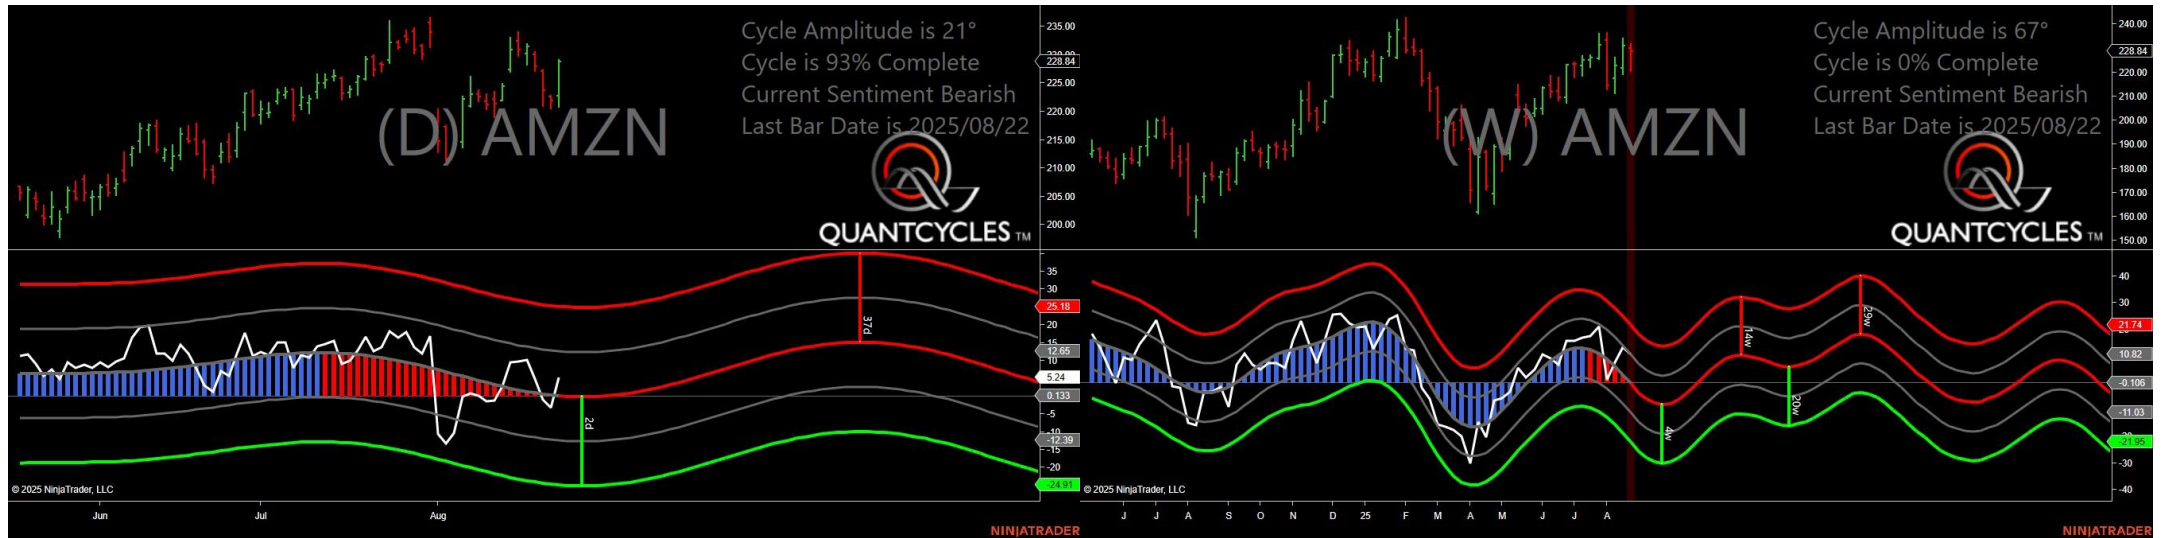 Cycle Amplitude is 21°
Cycle is 93% Complete
Current Sentiment Bearish
Last Bar Date is 2025/08/22
(D) AMZN
QUANTCYCLES TM
235.00
228.84
225.00
220.00
215.00
210.00
205.00
200.00
35
30
25.18
20
15
12.65
10
5.24
0.133
-5
-10
-12.39
-15
-20
-24.91
37d
2d
© 2025 NinjaTrader, LLC
Jun
Jul
Aug
NINJATRADER
Cycle Amplitude is 67°
Cycle is 0% Complete
Current Sentiment Bearish
Last Bar Date is 2025/08/22
(W) AMZN
QUANTCYCLES TM
240.00
228.84
220.00
210.00
200.00
190.00
180.00
170.00
160.00
150.00
40
30
21.74
10.82
-0.106
-11.03
-21.95
-30
-40
14w
29w
4w
20w
© 2025 NinjaTrader, LLC
J
J
A
S
O
N
D
25
F
M
A
M
J
J
A
NINJATRADER